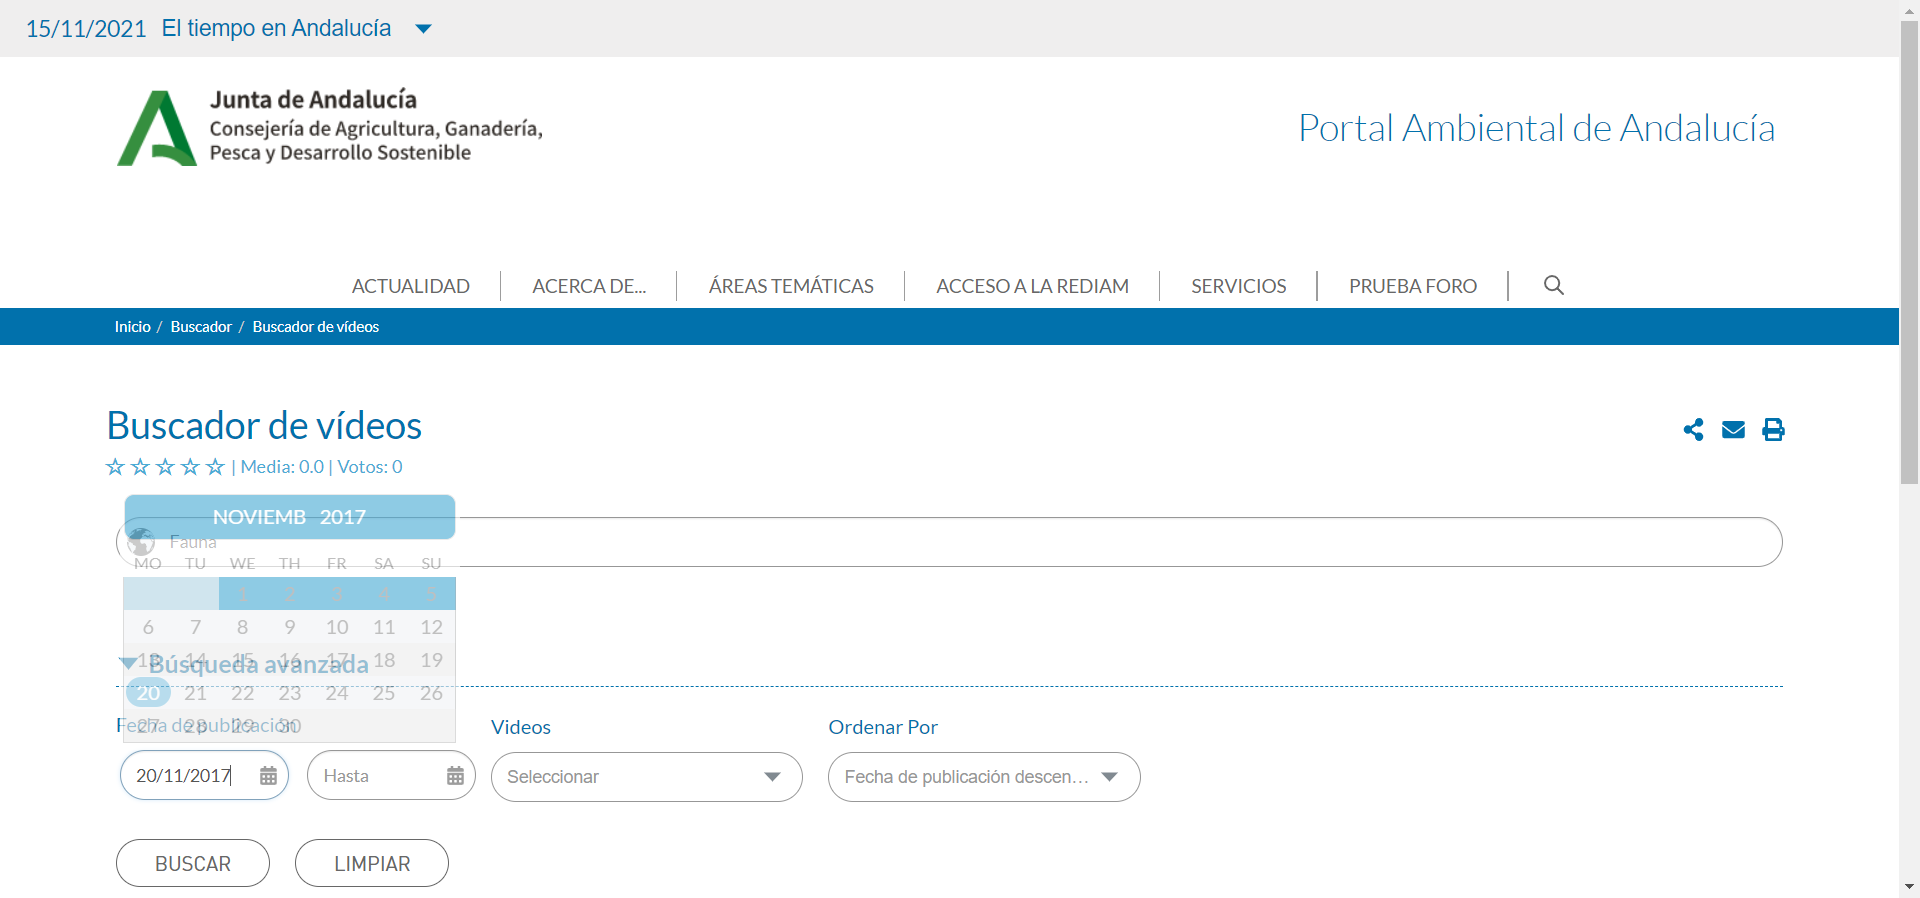 15/11/2021 El tiempo en Andalucía
Junta de Andalucía
Consejería de Agricultura, Ganadería,
Pesca y Desarrollo Sostenible
Portal Ambiental de Andalucía
ACTUALIDAD ACERCA DE... ÁREAS TEMÁTICAS ACCESO A LA REDIAM SERVICIOS PRUEBA FORO
Inicio / Buscador / Buscador de vídeos
Buscador de vídeos
| Media: 0.0 | Votos: 0
NOVIEMB 2017
Fauna
MO TU WE TH FR SA SU
1 2 3 4 5
6 7 8 9 10 11 12
13 14 15 16 17 18 19
Búsqueda avanzada
20 21 22 23 24 25 26
27 28 29 30
Fecha de publicación Videos Ordenar Por
20/11/2017 Hasta Seleccionar Fecha de publicación descen...
BUSCAR LIMPIAR